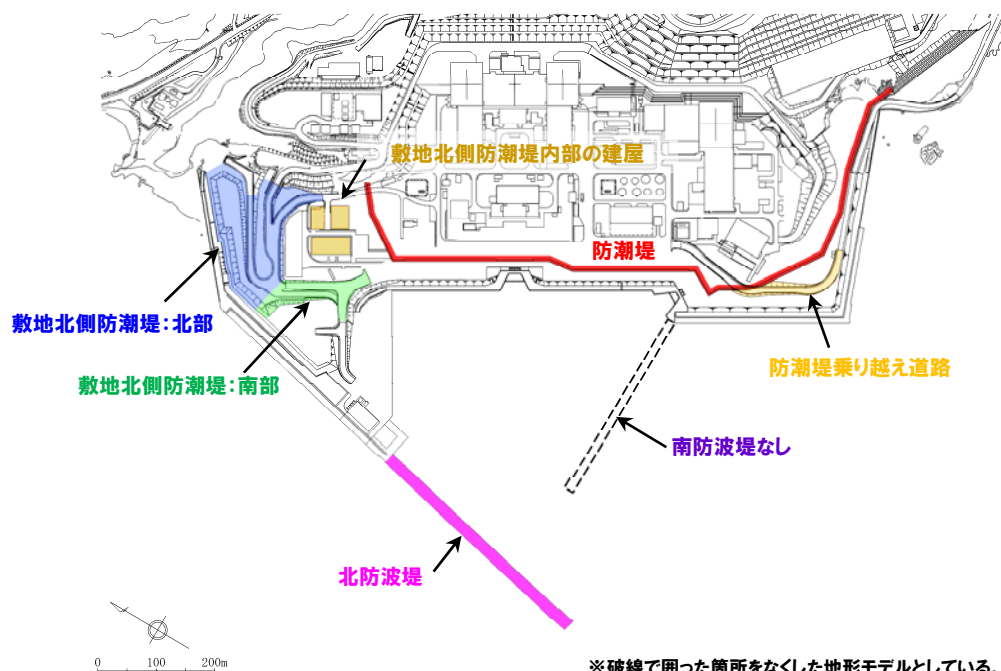 敷地北側防潮堤内部の建屋
防潮堤
敷地北側防潮堤:北部
防潮堤乗り越え道路
敷地北側防潮堤:南部
南防波堤なし
北防波堤
0 100 200m
※破線で囲った箇所をなくした地形モデルとしている。